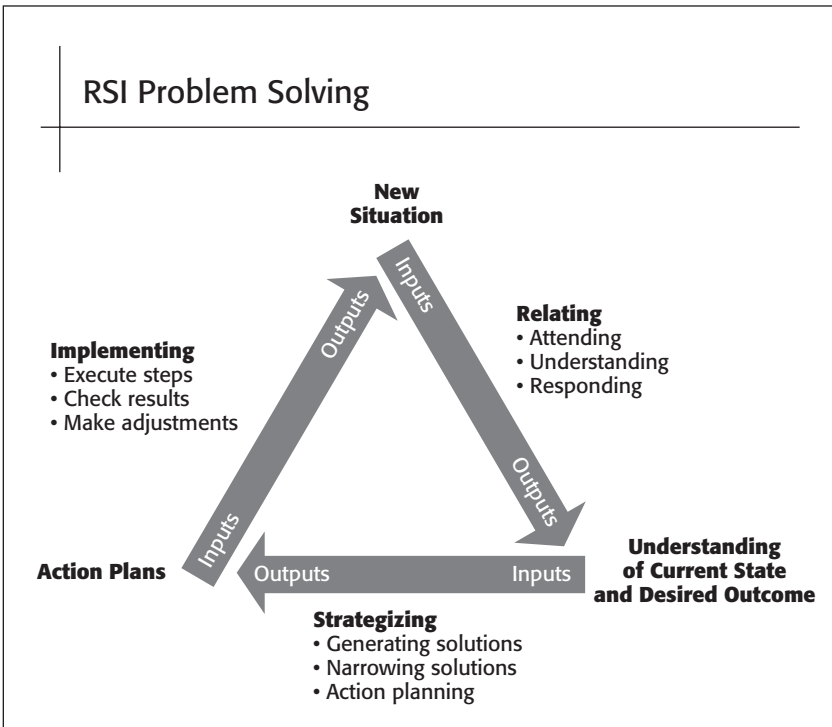 RSI Problem Solving
New
Situation
Inputs
Outputs
Relating
• Attending
• Understanding
• Responding
Implementing
• Execute steps
• Check results
• Make adjustments
Outputs
Inputs
Understanding
of Current State
and Desired Outcome
Action Plans
Outputs
Inputs
Strategizing
• Generating solutions
• Narrowing solutions
• Action planning